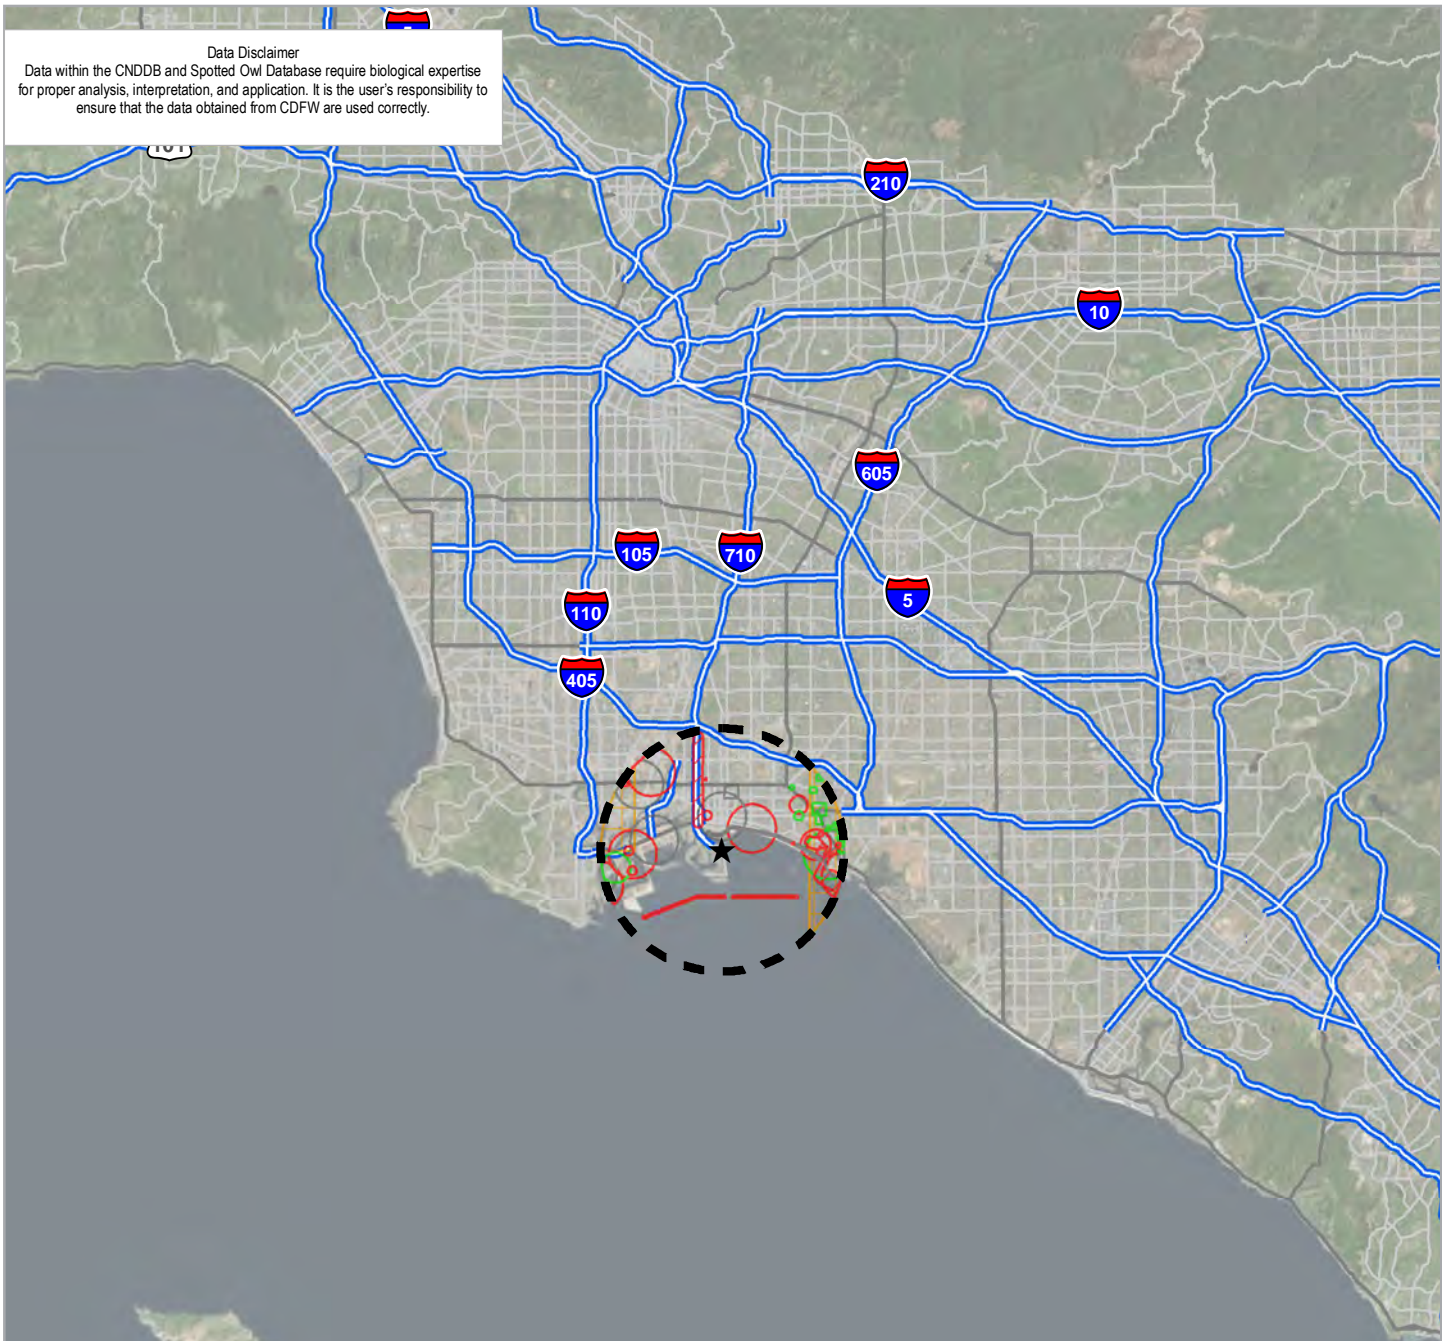 Data Disclaimer
Data within the CNDDB and Spotted Owl Database require biological expertise
for proper analysis, interpretation, and application. It is the user's responsibility to
ensure that the data obtained from CDFW are used correctly.
210
10
605
105
710
5
110
405